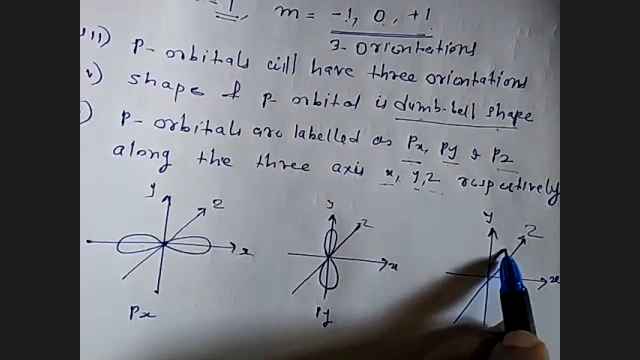 m = -1, 0, +1
3- Orientations
P- orbitals will have three orientations
shape of p- orbital is dumb-bell shape
P- orbitals are labelled as Px, Py & Pz
along the three axis x, y, z respectively
y z x
y z x
y z x
Px
Py